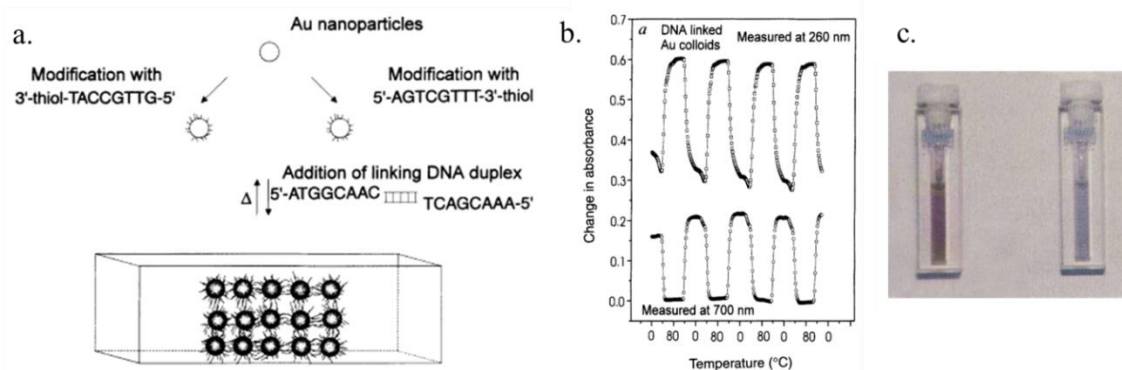 a.
Au nanoparticles
Modification with
3'-thiol-TACCGTTG-5'
Modification with
5'-AGTCGTTT-3'-thiol
Addition of linking DNA duplex
Δ
5'-ATGGCAAC
TCAGCAAA-5'
b.
a DNA linked
Au colloids
Measured at 260 nm
Change in absorbance
0.7
0.6
0.5
0.4
0.3
0.2
0.1
0.0
Measured at 700 nm
0 80 0 80 0 80 0 80 0
Temperature (°C)
c.